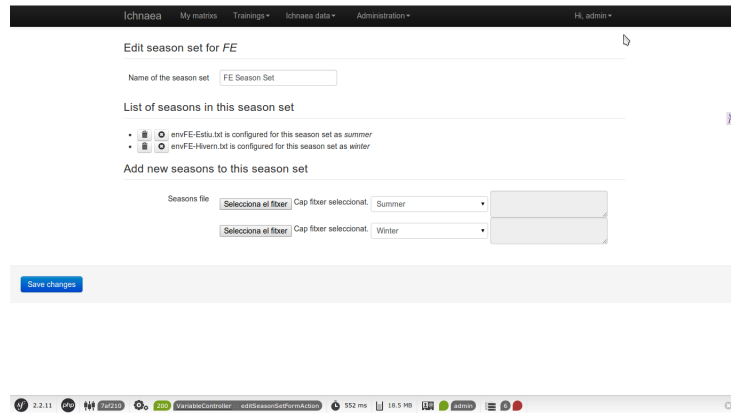 Ichnaea My matrixs Trainings Ichnaea data Administration Hi, admin
Edit season set for FE
Name of the season set FE Season Set
List of seasons in this season set
envFE-Estiu.txt is configured for this season set as summer
envFE-Hivern.txt is configured for this season set as winter
Add new seasons to this season set
Seasons file Selecciona el fitxer Cap fitxer seleccionat. Summer
Selecciona el fitxer Cap fitxer seleccionat. Winter
Save changes
sf 2.2.11 php 7af210 200 VariableController editSeasonSetFormAction 552 ms 18.5 MB admin 6